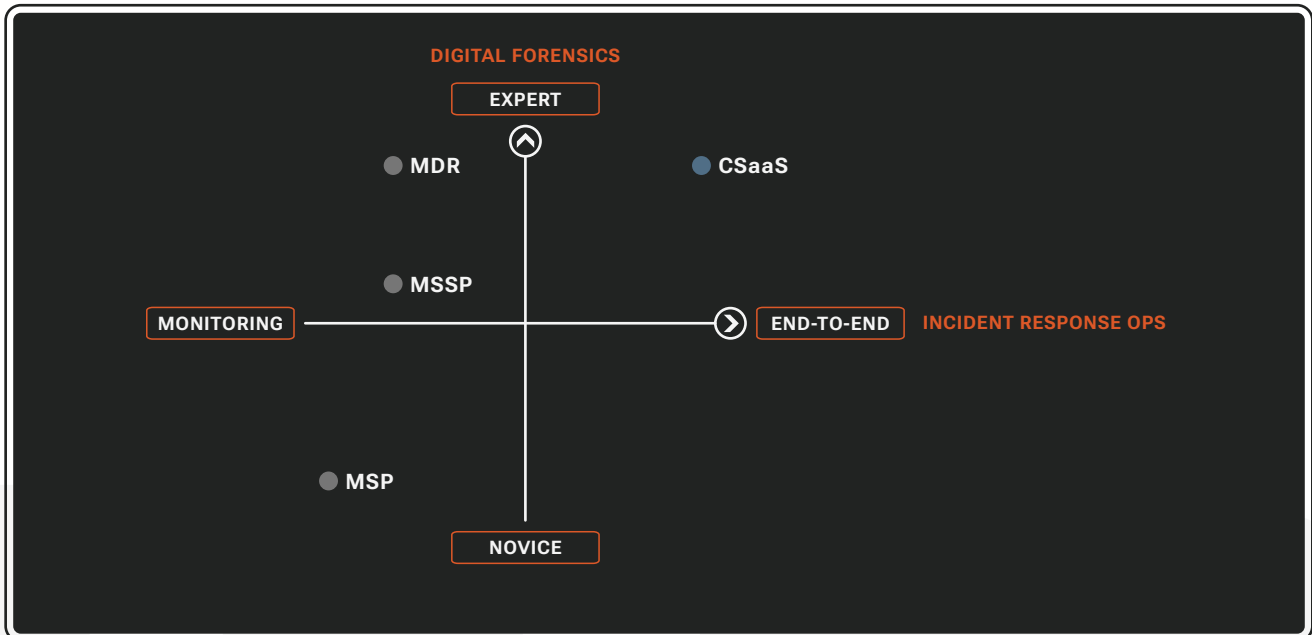 DIGITAL FORENSICS
EXPERT
MDR
CSaaS
MSSP
MONITORING
END-TO-END
INCIDENT RESPONSE OPS
MSP
NOVICE